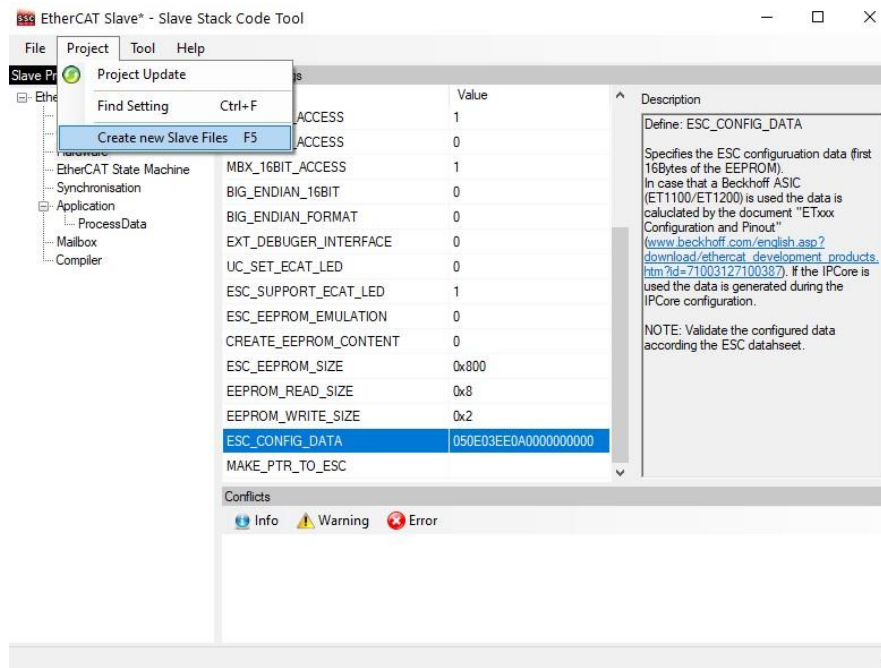 EtherCAT Slave* - Slave Stack Code Tool
File Project Tool Help
Slave Pr
Project Update
Find Setting Ctrl+F
Create new Slave Files F5
EtherCAT State Machine
Synchronisation
Application
ProcessData
Mailbox
Compiler
Value
_ACCESS 1
_ACCESS 0
MBX_16BIT_ACCESS 1
BIG_ENDIAN_16BIT 0
BIG_ENDIAN_FORMAT 0
EXT_DEBUGER_INTERFACE 0
UC_SET_ECAT_LED 0
ESC_SUPPORT_ECAT_LED 1
ESC_EEPROM_EMULATION 0
CREATE_EEPROM_CONTENT 0
ESC_EEPROM_SIZE 0x800
EEPROM_READ_SIZE 0x8
EEPROM_WRITE_SIZE 0x2
ESC_CONFIG_DATA 050E03EE0A0000000000
MAKE_PTR_TO_ESC
Description
Define: ESC_CONFIG_DATA
Specifies the ESC configuruation data (first
16Bytes of the EEPROM).
In case that a Beckhoff ASIC
(ET1100/ET1200) is used the data is
caluclated by the document "ETxxx
Configuration and Pinout"
(www.beckhoff.com/english.asp?
download/ethercat_development_products.
htm?id=71003127100387). If the IPCore is
used the data is generated during the
IPCore configuration.
NOTE: Validate the configured data
according the ESC datahseet.
Conflicts
Info Warning Error